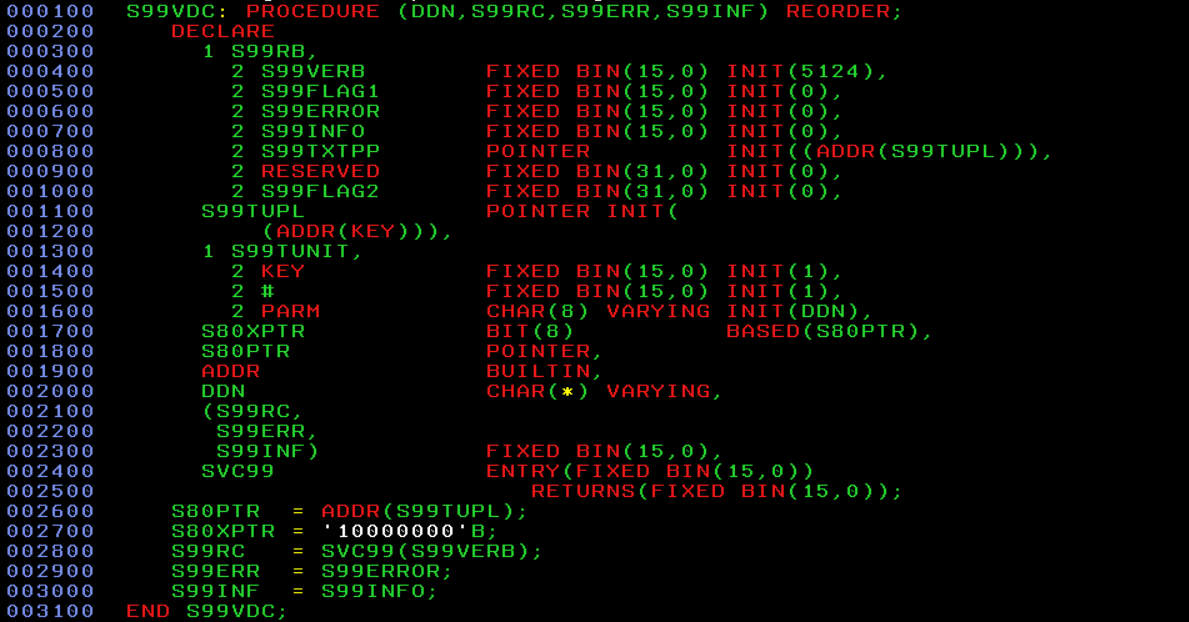 000100  S99VDC: PROCEDURE (DDN,S99RC,S99ERR,S99INF) REORDER;
000200     DECLARE
000300       1 S99RB,
000400         2 S99VERB        FIXED BIN(15,0) INIT(5124),
000500         2 S99FLAG1       FIXED BIN(15,0) INIT(0),
000600         2 S99ERROR       FIXED BIN(15,0) INIT(0),
000700         2 S99INFO        FIXED BIN(15,0) INIT(0),
000800         2 S99TXTPP       POINTER         INIT((ADDR(S99TUPL))),
000900         2 RESERVED       FIXED BIN(31,0) INIT(0),
001000         2 S99FLAG2       FIXED BIN(31,0) INIT(0),
001100       S99TUPL            POINTER INIT(
001200           (ADDR(KEY))),
001300       1 S99TUNIT,
001400         2 KEY            FIXED BIN(15,0) INIT(1),
001500         2 #              FIXED BIN(15,0) INIT(1),
001600         2 PARM           CHAR(8) VARYING INIT(DDN),
001700       S80XPTR            BIT(8)          BASED(S80PTR),
001800       S80PTR             POINTER,
001900       ADDR               BUILTIN,
002000       DDN                CHAR(*) VARYING,
002100       (S99RC,
002200        S99ERR,
002300        S99INF)           FIXED BIN(15,0),
002400       SVC99              ENTRY(FIXED BIN(15,0))
002500                             RETURNS(FIXED BIN(15,0));
002600     S80PTR  = ADDR(S99TUPL);
002700     S80XPTR = '10000000'B;
002800     S99RC   = SVC99(S99VERB);
002900     S99ERR  = S99ERROR;
003000     S99INF  = S99INFO;
003100  END S99VDC;